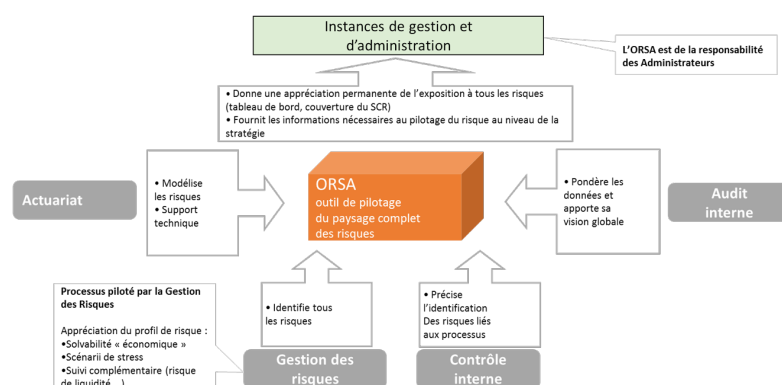 Instances de gestion et
d'administration
L'ORSA est de la responsabilité
des Administrateurs
• Donne une appréciation permanente de l'exposition à tous les risques
(tableau de bord, couverture du SCR)
• Fournit les informations nécessaires au pilotage du risque au niveau de la
stratégie
Actuariat
• Modélise
les risques
• Support
technique
ORSA
outil de pilotage
du paysage complet
des risques
• Pondère les
données et
apporte sa
vision globale
Audit
interne
Processus piloté par la Gestion
des Risques
Appréciation du profil de risque :
•Solvabilité « économique »
•Scénarii de stress
•Suivi complémentaire (risque
de liquidité...)
• Identifie tous
les risques
Gestion des
risques
• Précise
l'identification
Des risques liés
aux processus
Contrôle
interne